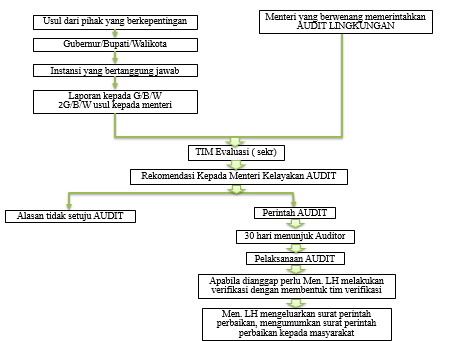 Usul dari pihak yang berkepentingan
Gubernur/Bupati/Walikota
Instansi yang bertanggung jawab
Laporan kepada G/B/W
2G/B/W usul kepada menteri
Menteri yang berwenang memerintahkan
AUDIT LINGKUNGAN
TIM Evaluasi ( sekr)
Rekomendasi Kepada Menteri Kelayakan AUDIT
Alasan tidak setuju AUDIT
Perintah AUDIT
30 hari menunjuk Auditor
Pelaksanaan AUDIT
Apabila dianggap perlu Men. LH melakukan
verifikasi dengan membentuk tim verifikasi
Men. LH mengeluarkan surat perintah
perbaikan, mengumumkan surat perintah
perbaikan kepada masyarakat